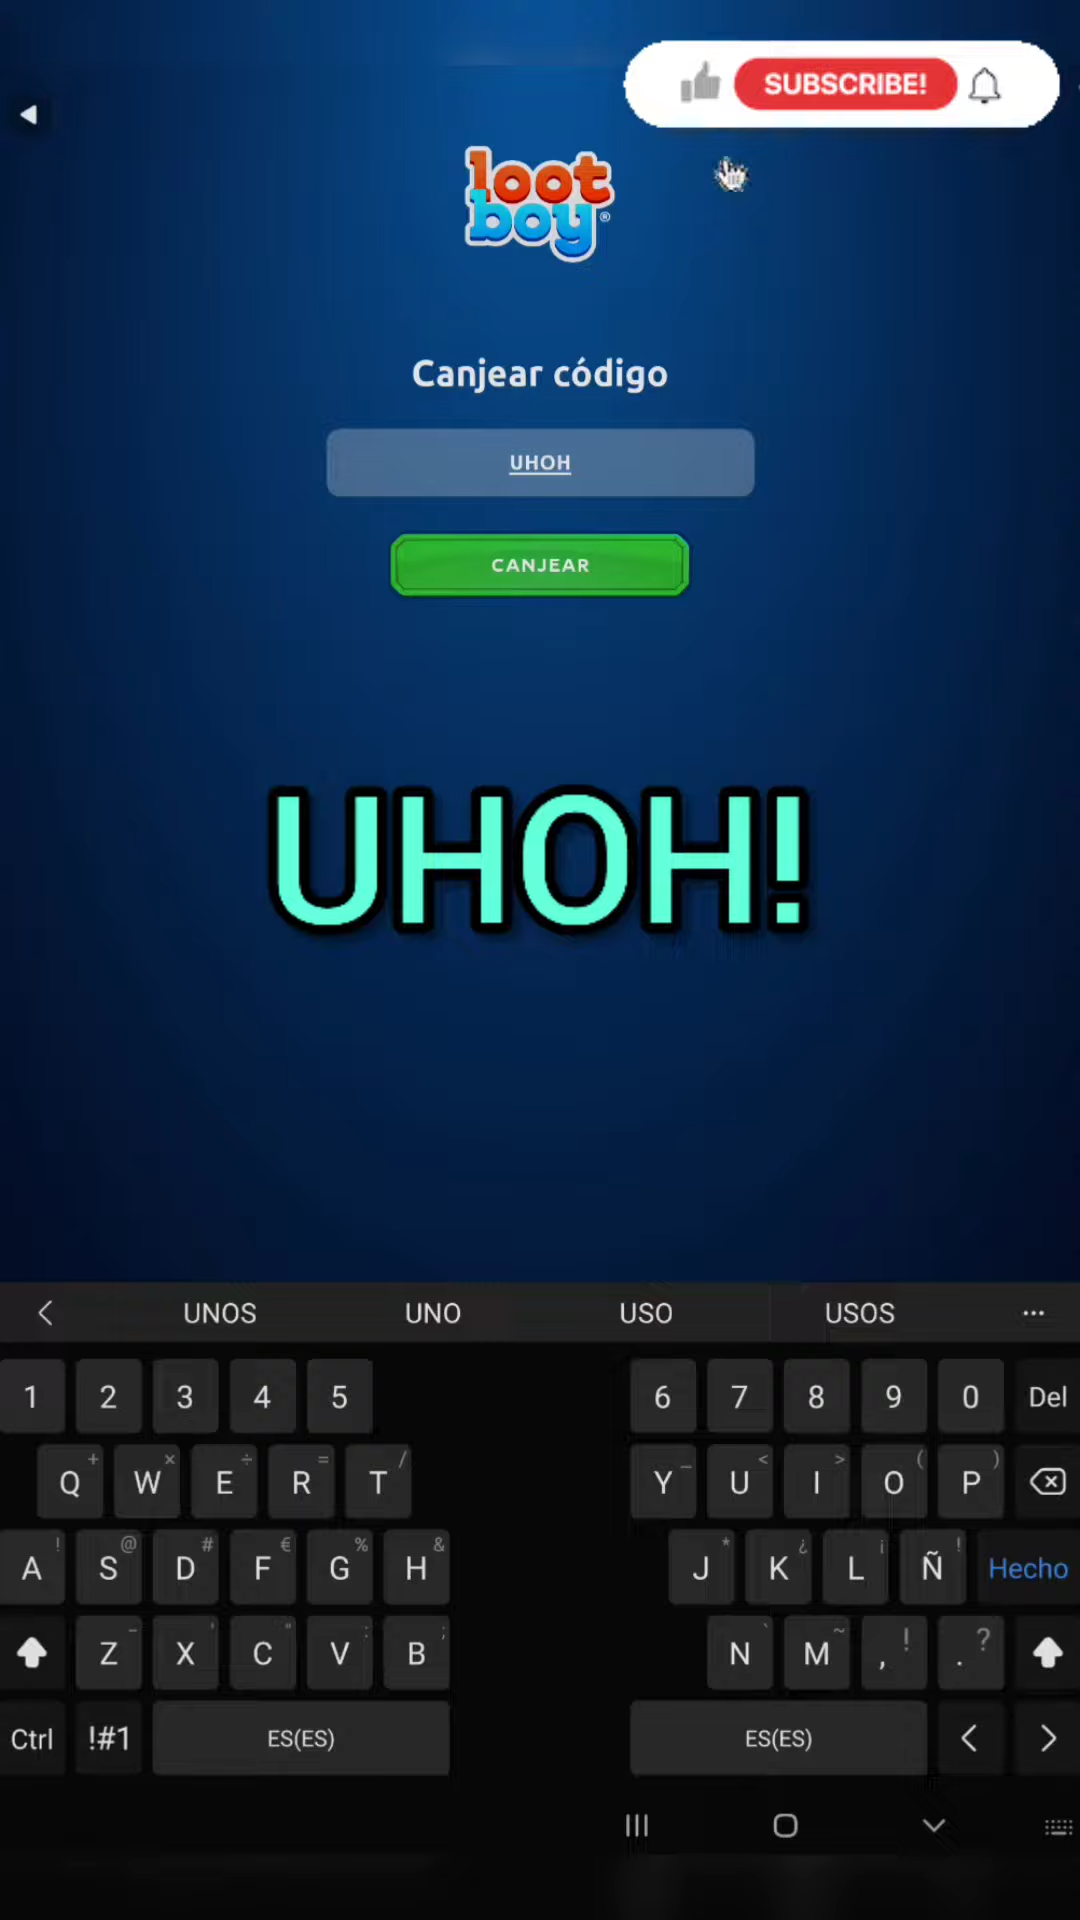 SUBSCRIBE!
loot
boy®
Canjear código
UHOH
CANJEAR
UHOH!
UNOS UNO USO USOS ...
1 2 3 4 5 6 7 8 9 0 Del
Q + W × E ÷ R = T / Y _ U < I > O ( P )
A ! S @ D # F € G % H & J * K ¿ L ¡ Ñ ! Hecho
Z - X ' C " V : B ; N ` M ~ , ! . ?
Ctrl !#1 ES(ES) ES(ES) < >